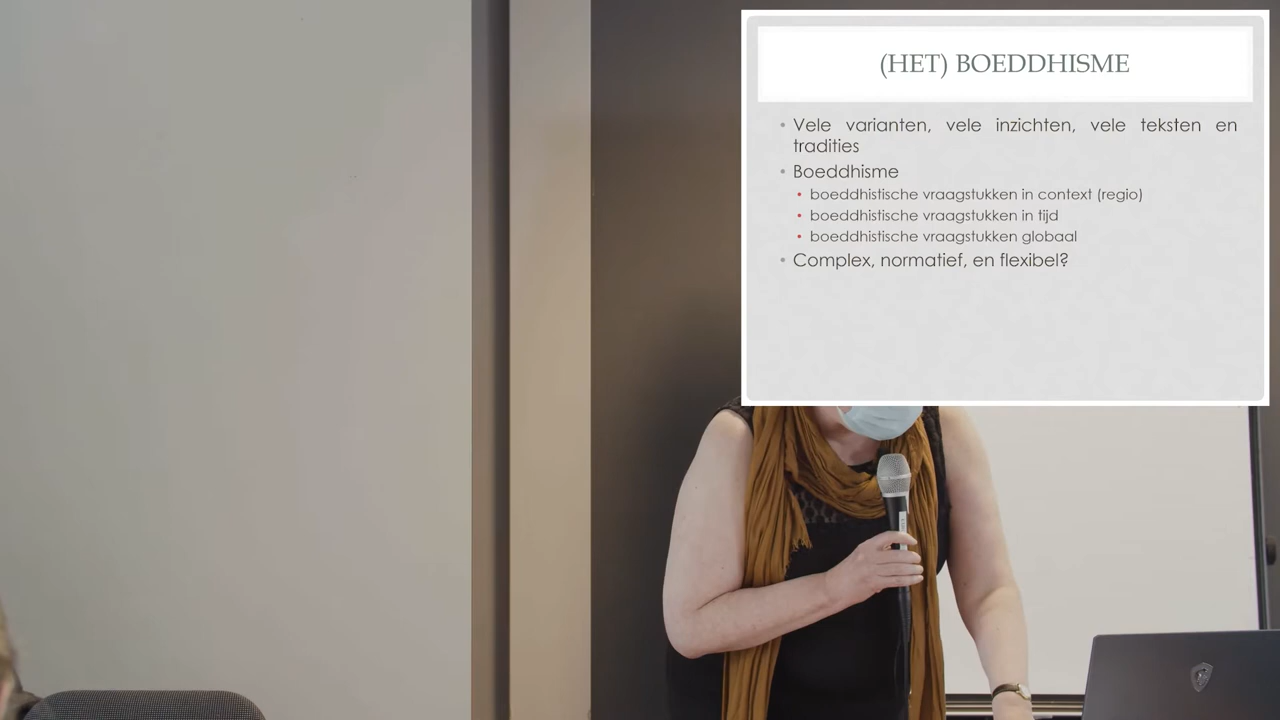 (HET) BOEDDHISME
• Vele varianten, vele inzichten, vele teksten en
tradities
• Boeddhisme
• boeddhistische vraagstukken in context (regio)
• boeddhistische vraagstukken in tijd
• boeddhistische vraagstukken globaal
• Complex, normatief, en flexibel?